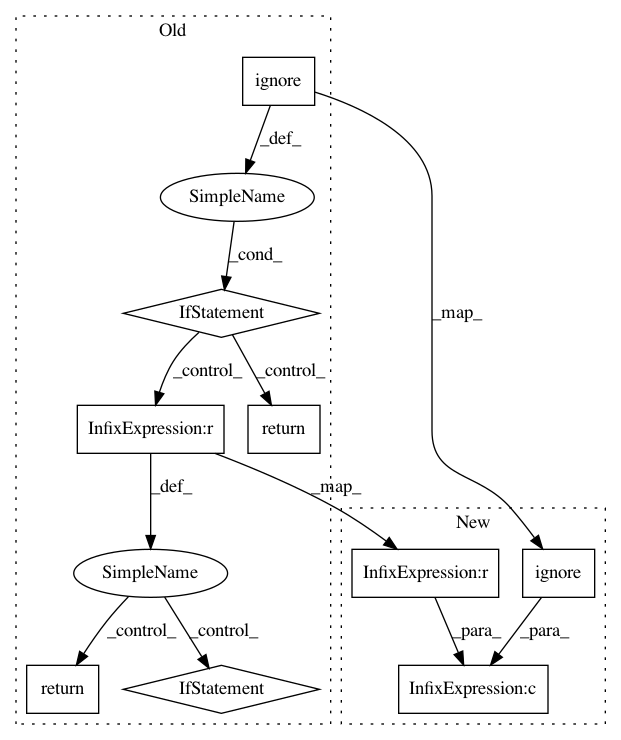 Old
ignore
_def_
SimpleName
_cond_
_map_
IfStatement
_control_
_control_
InfixExpression:r
return
_def_
_map_
New
SimpleName
InfixExpression:r
ignore
_control_
_control_
_para_
_para_
return
IfStatement
InfixExpression:c